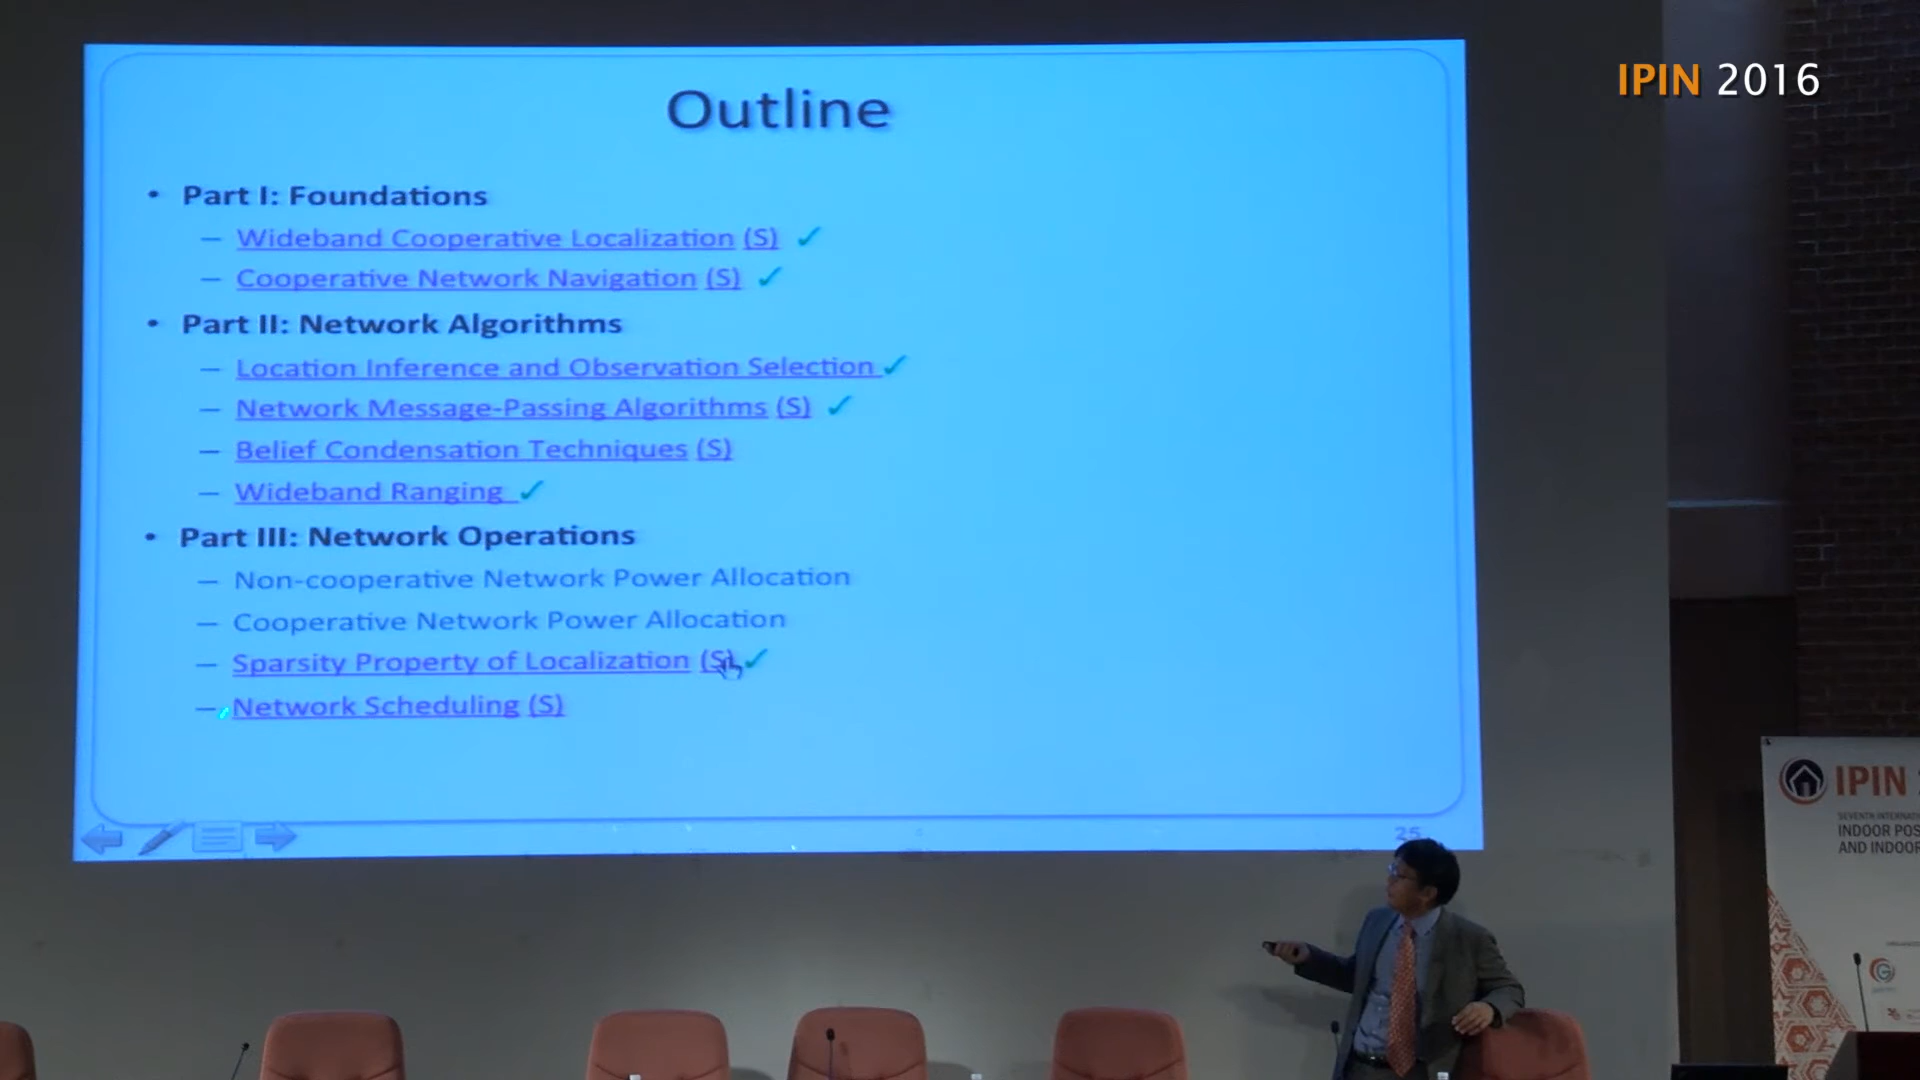 IPIN 2016
Outline
• Part I: Foundations
– Wideband Cooperative Localization (S) ✓
– Cooperative Network Navigation (S) ✓
• Part II: Network Algorithms
– Location Inference and Observation Selection ✓
– Network Message-Passing Algorithms (S) ✓
– Belief Condensation Techniques (S)
– Wideband Ranging ✓
• Part III: Network Operations
– Non-cooperative Network Power Allocation
– Cooperative Network Power Allocation
– Sparsity Property of Localization (S) ✓
– Network Scheduling (S)
25
IPIN
SEVENTH
INDOOR
AND INDOOR